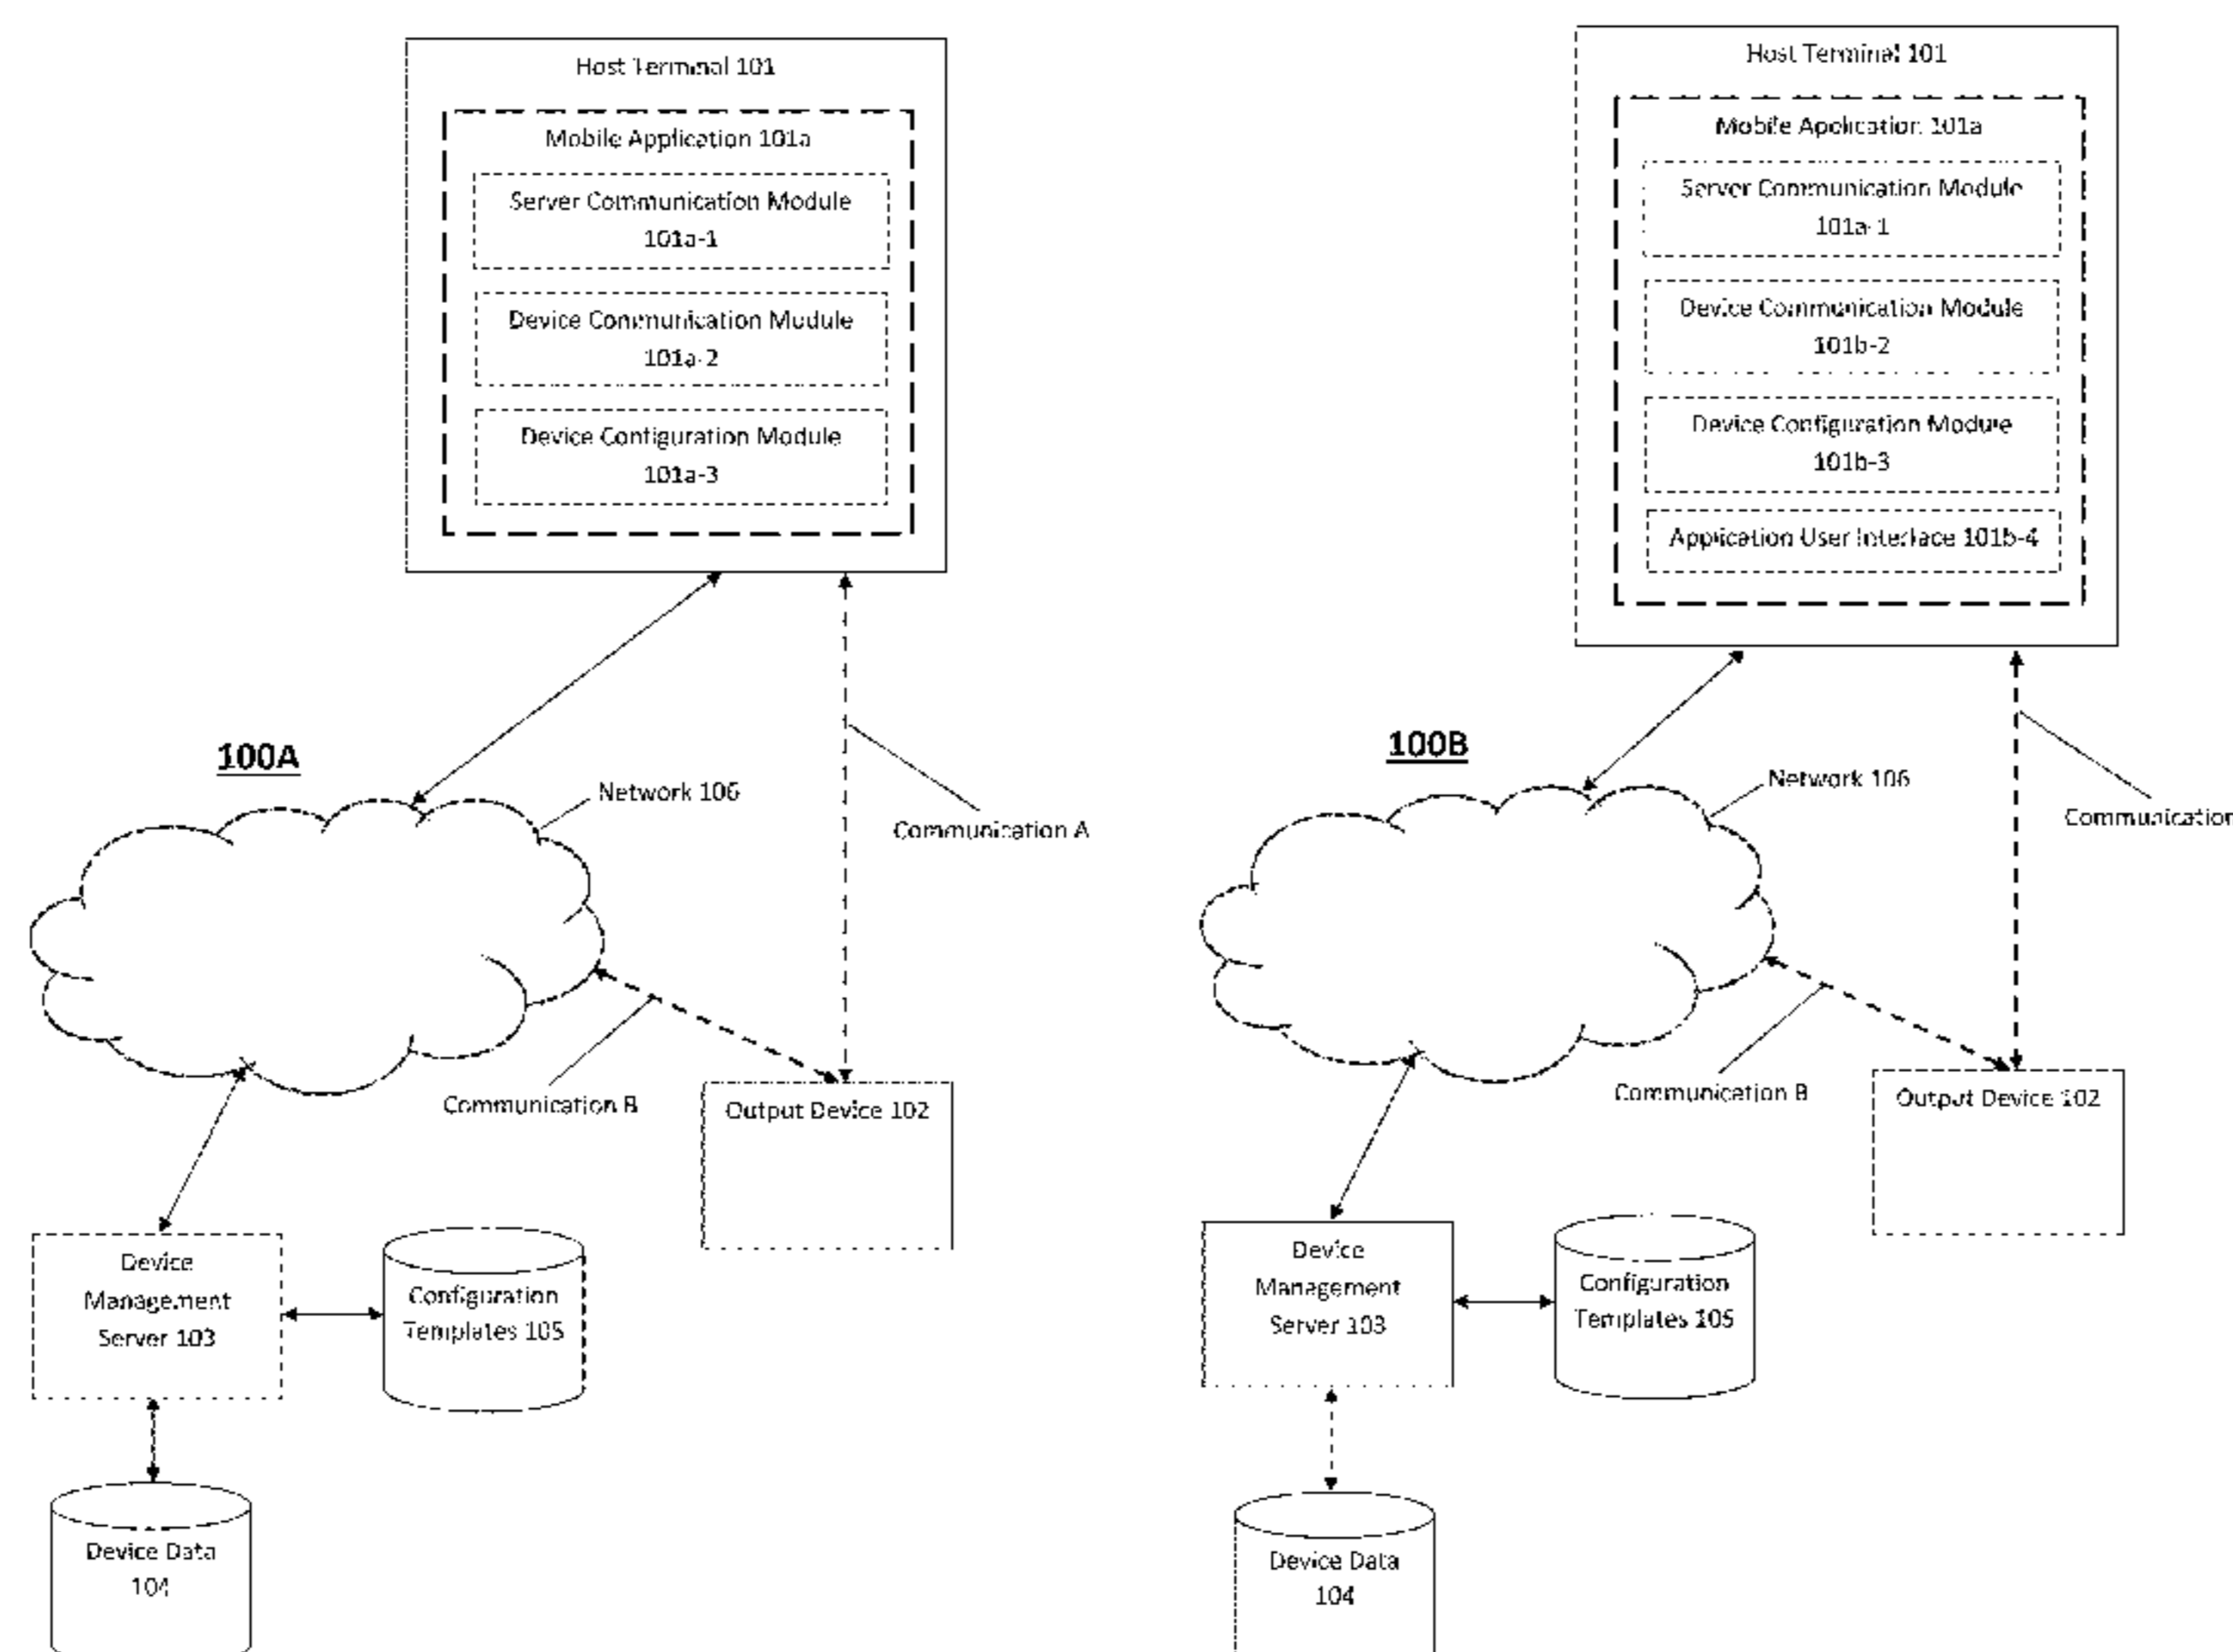 Host Terminal 101
Mobile Application 101a
Server Communication Module
101a-1
Device Communication Module
101a-2
Device Configuration Module
101a-3
100A
Network 106
Communication A
Communication B
Output Device 102
Device
Management
Server 103
Configuration
Templates 105
Device Data
104
Host Terminal 101
Mobile Application 101a
Server Communication Module
101a-1
Device Communication Module
101b-2
Device Configuration Module
101b-3
Application User Interface 101b-4
100B
Network 106
Communication
Communication B
Output Device 102
Device
Management
Server 103
Configuration
Templates 105
Device Data
104